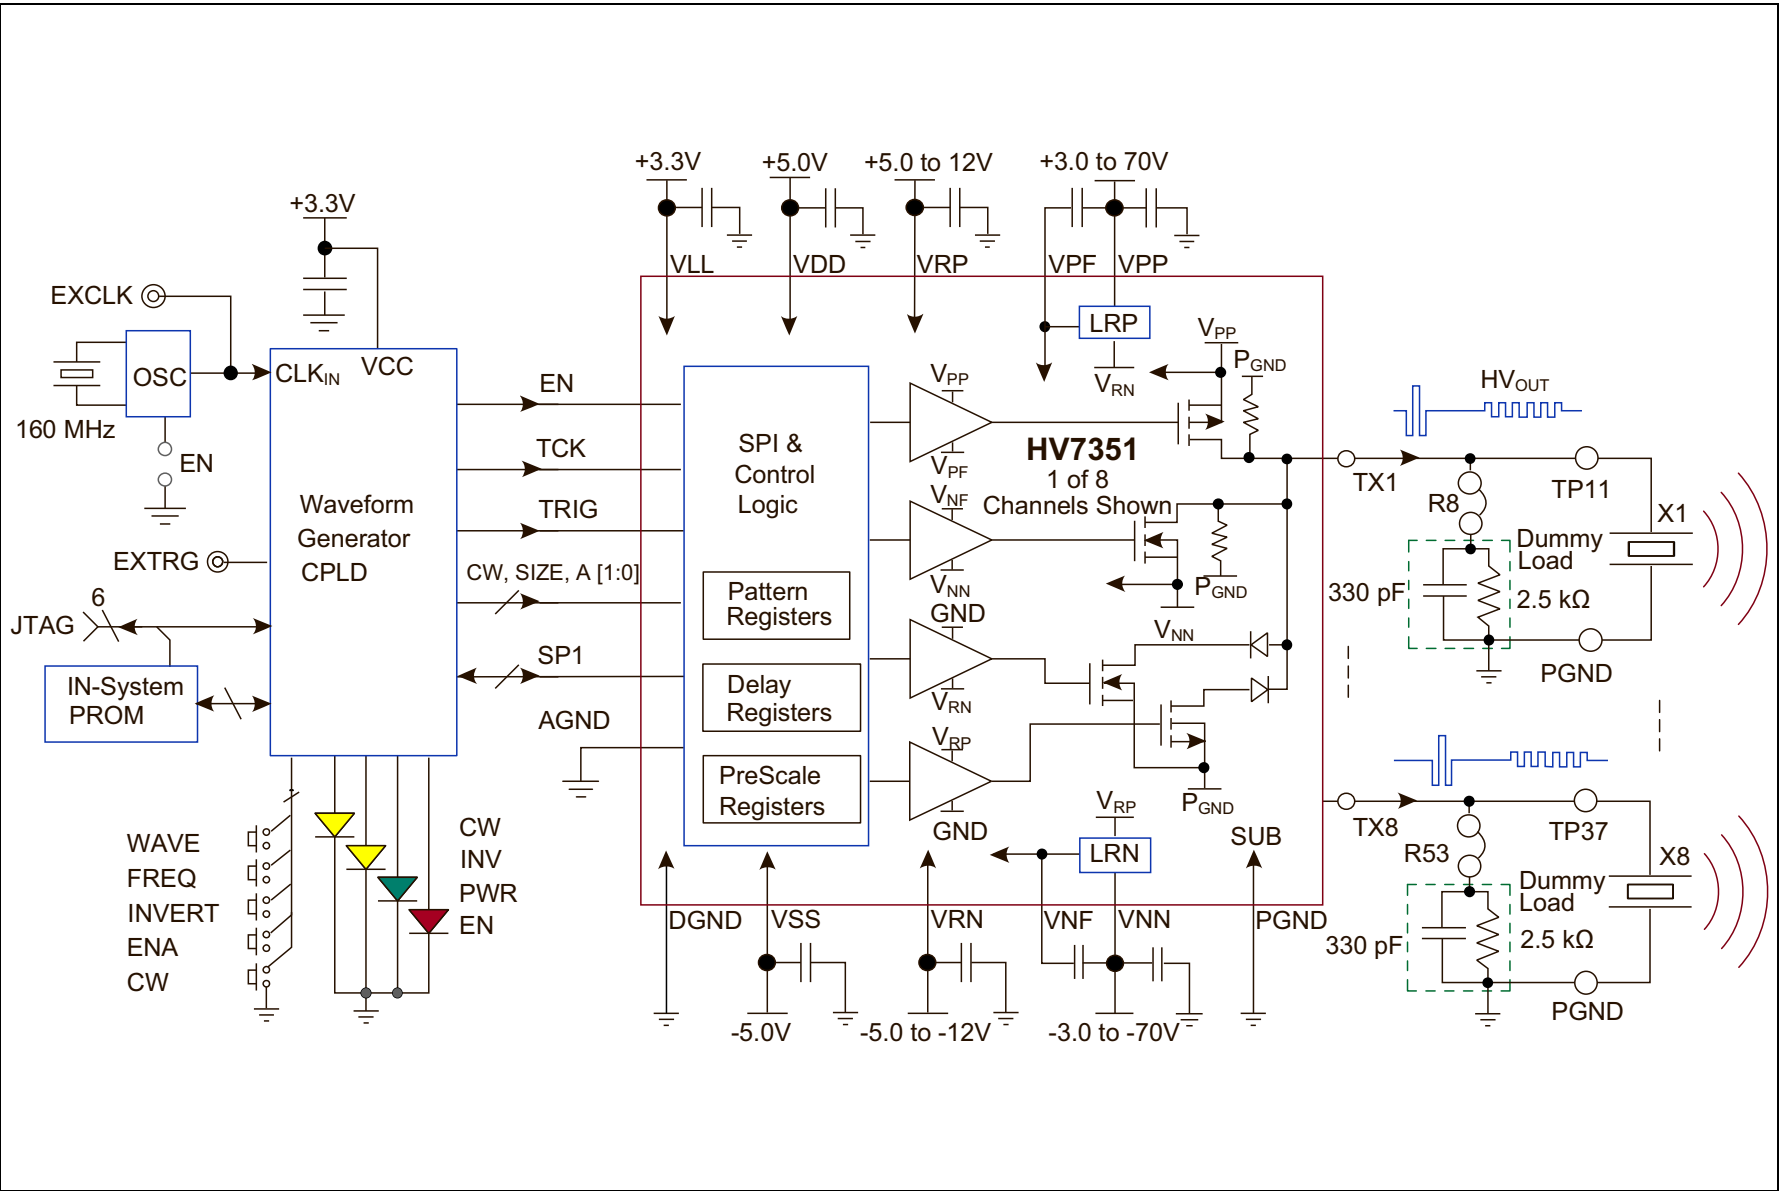 +3.3V
+5.0V
+5.0 to 12V
+3.0 to 70V
+3.3V
VLL
VDD
VRP
VPF
VPP
EXCLK
OSC
160 MHz
EN
CLKIN
VCC
Waveform
Generator
CPLD
EXTRG
6
JTAG
IN-System
PROM
EN
TCK
TRIG
CW, SIZE, A [1:0]
SP1
AGND
SPI &
Control
Logic
Pattern
Registers
Delay
Registers
PreScale
Registers
LRP
VRN
VPP
PGND
VPP
VPF
HV7351
1 of 8
Channels Shown
VNF
VNN
PGND
GND
VNN
VRN
VRP
PGND
GND
VRP
LRN
SUB
HVOUT
TX1
TP11
R8
X1
Dummy
Load
330 pF
2.5 kΩ
PGND
TX8
TP37
R53
X8
Dummy
Load
330 pF
2.5 kΩ
PGND
WAVE
FREQ
INVERT
ENA
CW
CW
INV
PWR
EN
DGND
VSS
VRN
VNF
VNN
PGND
-5.0V
-5.0 to -12V
-3.0 to -70V